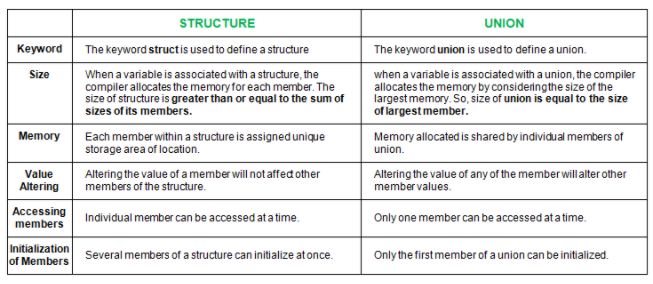 STRUCTURE UNION
Keyword The keyword struct is used to define a structure The keyword union is used to define a union.
Size When a variable is associated with a structure, the when a variable is associated with a union, the compiler
compiler allocates the memory for each member. The allocates the memory by considering the size of the
size of structure is greater than or equal to the sum of largest memory. So, size of union is equal to the size
sizes of its members. of largest member.
Memory Each member within a structure is assigned unique Memory allocated is shared by individual members of
storage area of location. union.
Value Altering the value of a member will not affect other Altering the value of any of the member will alter other
Altering members of the structure. member values.
Accessing
members Individual member can be accessed at a time. Only one member can be accessed at a time.
Initialization
of Members Several members of a structure can initialize at once. Only the first member of a union can be initialized.